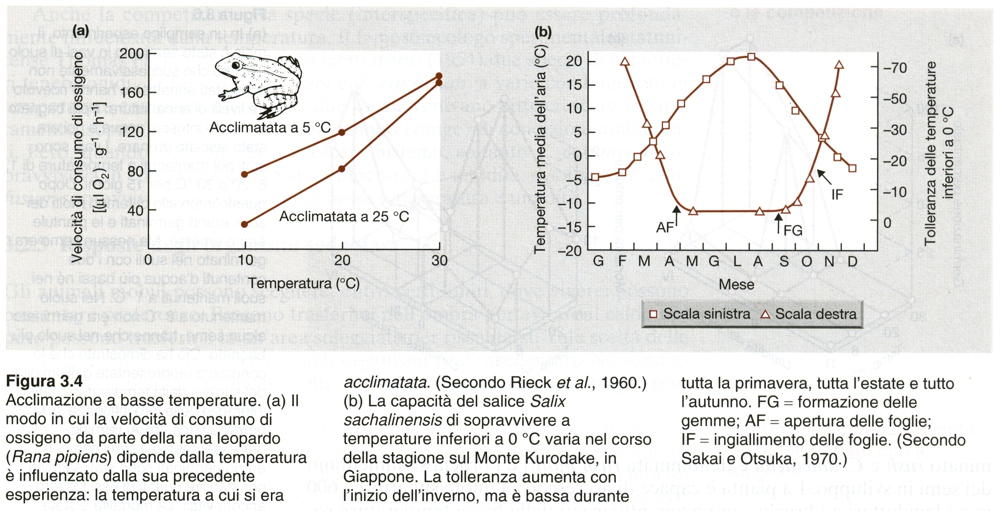 (a)
Velocità di consumo di ossigeno
[(µl O₂) · g⁻¹ · h⁻¹]
200
160
120
80
40
0
10
20
30
Temperatura (°C)
Acclimatata a 5 °C
Acclimatata a 25 °C
(b)
Temperatura media dell'aria (°C)
20
15
10
5
0
−5
−10
−15
−20
G F M A M G L A S O N D
Mese
−70
−50
−30
−20
−10
0
Tolleranza delle temperature
inferiori a 0 °C
AF
FG
IF
Scala sinistra
Scala destra
Figura 3.4
Acclimazione a basse temperature. (a) Il
modo in cui la velocità di consumo di
ossigeno da parte della rana leopardo
(Rana pipiens) dipende dalla temperatura
è influenzato dalla sua precedente
esperienza: la temperatura a cui si era
acclimatata. (Secondo Rieck et al., 1960.)
(b) La capacità del salice Salix
sachalinensis di sopravvivere a
temperature inferiori a 0 °C varia nel corso
della stagione sul Monte Kurodake, in
Giappone. La tolleranza aumenta con
l'inizio dell'inverno, ma è bassa durante
tutta la primavera, tutta l'estate e tutto
l'autunno. FG = formazione delle
gemme; AF = apertura delle foglie;
IF = ingiallimento delle foglie. (Secondo
Sakai e Otsuka, 1970.)